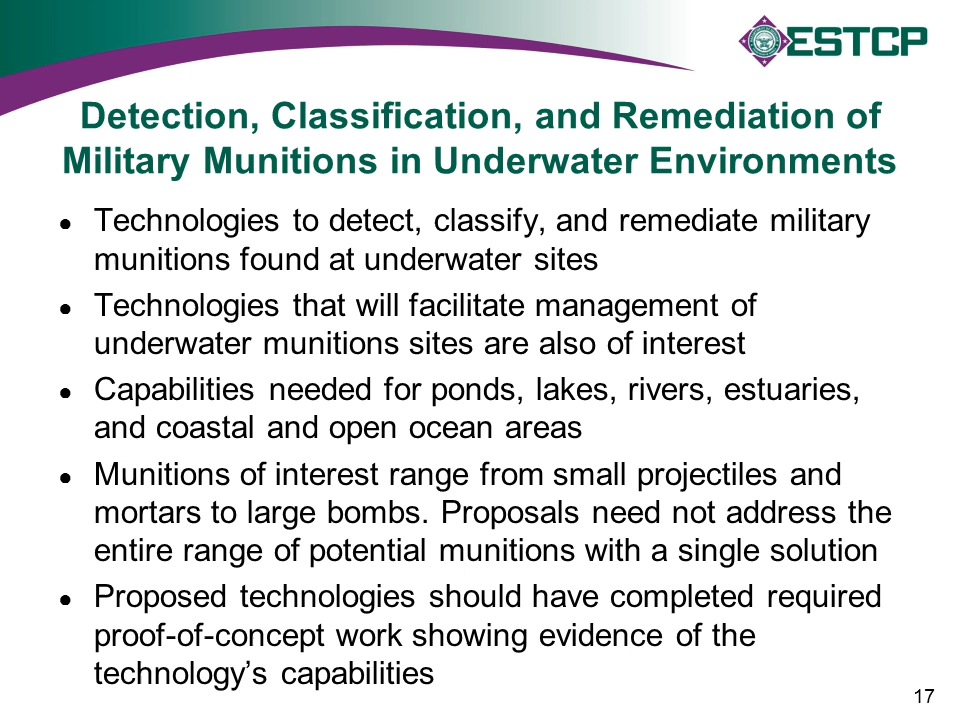 ESTCP
Detection, Classification, and Remediation of
Military Munitions in Underwater Environments
● Technologies to detect, classify, and remediate military
munitions found at underwater sites
● Technologies that will facilitate management of
underwater munitions sites are also of interest
● Capabilities needed for ponds, lakes, rivers, estuaries,
and coastal and open ocean areas
● Munitions of interest range from small projectiles and
mortars to large bombs. Proposals need not address the
entire range of potential munitions with a single solution
● Proposed technologies should have completed required
proof-of-concept work showing evidence of the
technology’s capabilities
17